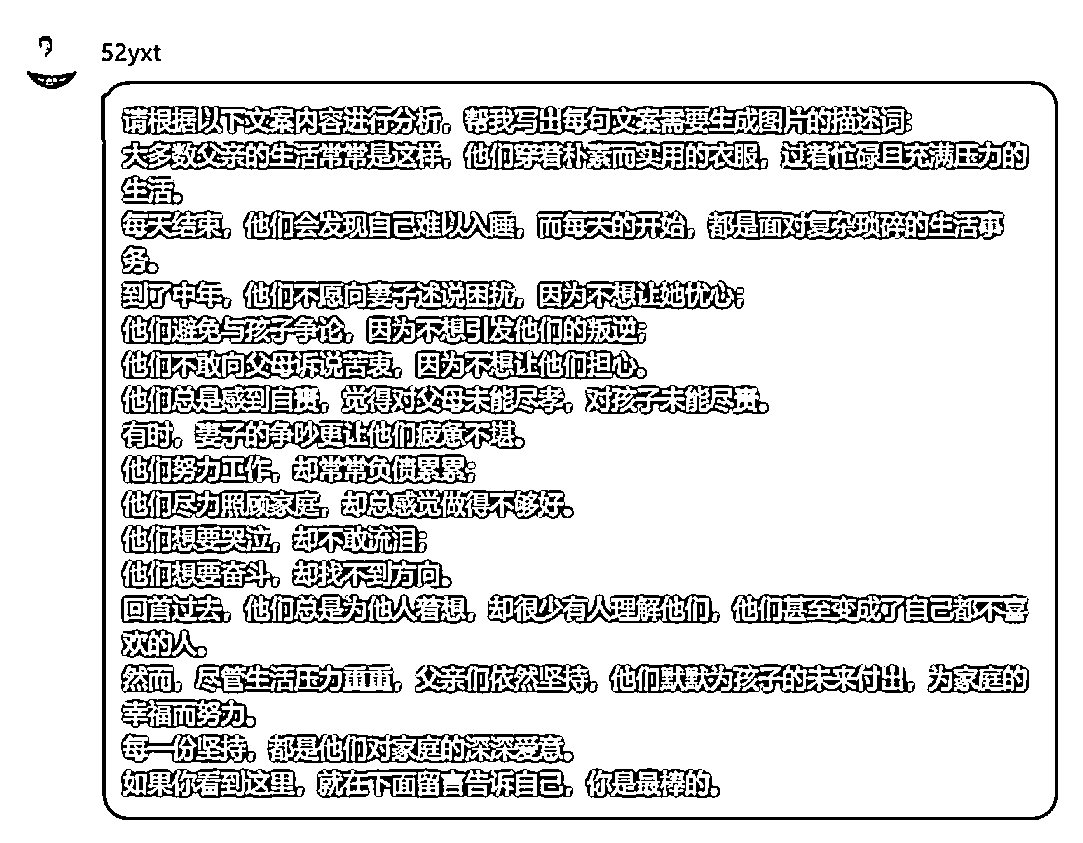 52yxt
请根据以下文案内容进行分析，帮我写出每句文案需要生成图片的描述词:
大多数父亲的生活常常是这样，他们穿着朴素而实用的衣服，过着忙碌且充满压力的
生活。
每天结束，他们会发现自己难以入睡，而每天的开始，都是面对复杂琐碎的生活事
务。
到了中年，他们不愿向妻子述说困扰，因为不想让她忧心；
他们避免与孩子争论，因为不想引发他们的叛逆；
他们不敢向父母诉说苦衷，因为不想让他们担心。
他们总是感到自责，觉得对父母未能尽孝，对孩子未能尽责。
有时，妻子的争吵更让他们疲惫不堪。
他们努力工作，却常常负债累累；
他们尽力照顾家庭，却总感觉做得不够好。
他们想要哭泣，却不敢流泪；
他们想要奋斗，却找不到方向。
回首过去，他们总是为他人着想，却很少有人理解他们，他们甚至变成了自己都不喜
欢的人。
然而，尽管生活压力重重，父亲们依然坚持，他们默默为孩子的未来付出，为家庭的
幸福而努力。
每一份坚持，都是他们对家庭的深深爱意。
如果你看到这里，就在下面留言告诉自己，你是最棒的。